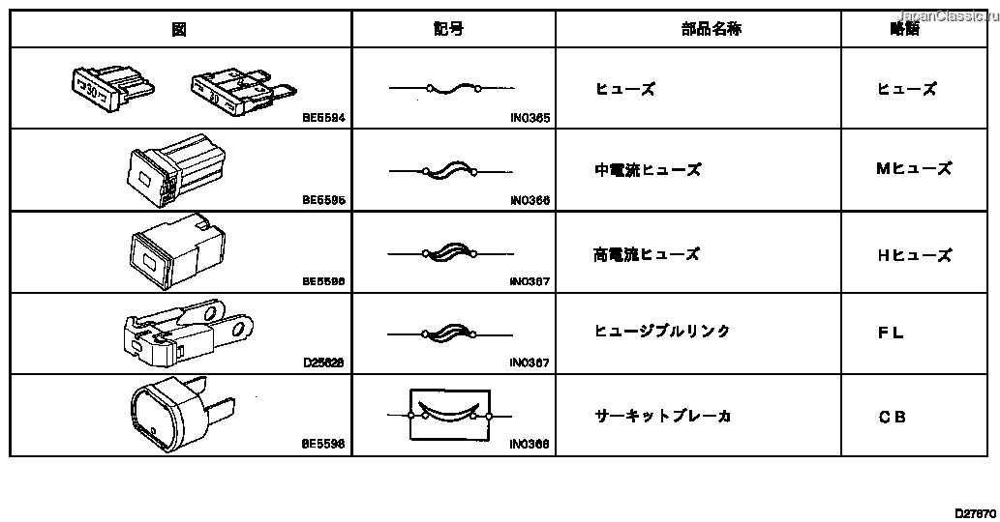 JapanClassic.ru
図 記号 部品名称 略語
30 30 BE5594 IN0365 ヒューズ ヒューズ
BE5595 IN0366 中電流ヒューズ Mヒューズ
BE5596 IN0367 高電流ヒューズ Hヒューズ
D25628 IN0367 ヒュージブルリンク FL
BE5598 IN0368 サーキットブレーカ CB
D27670